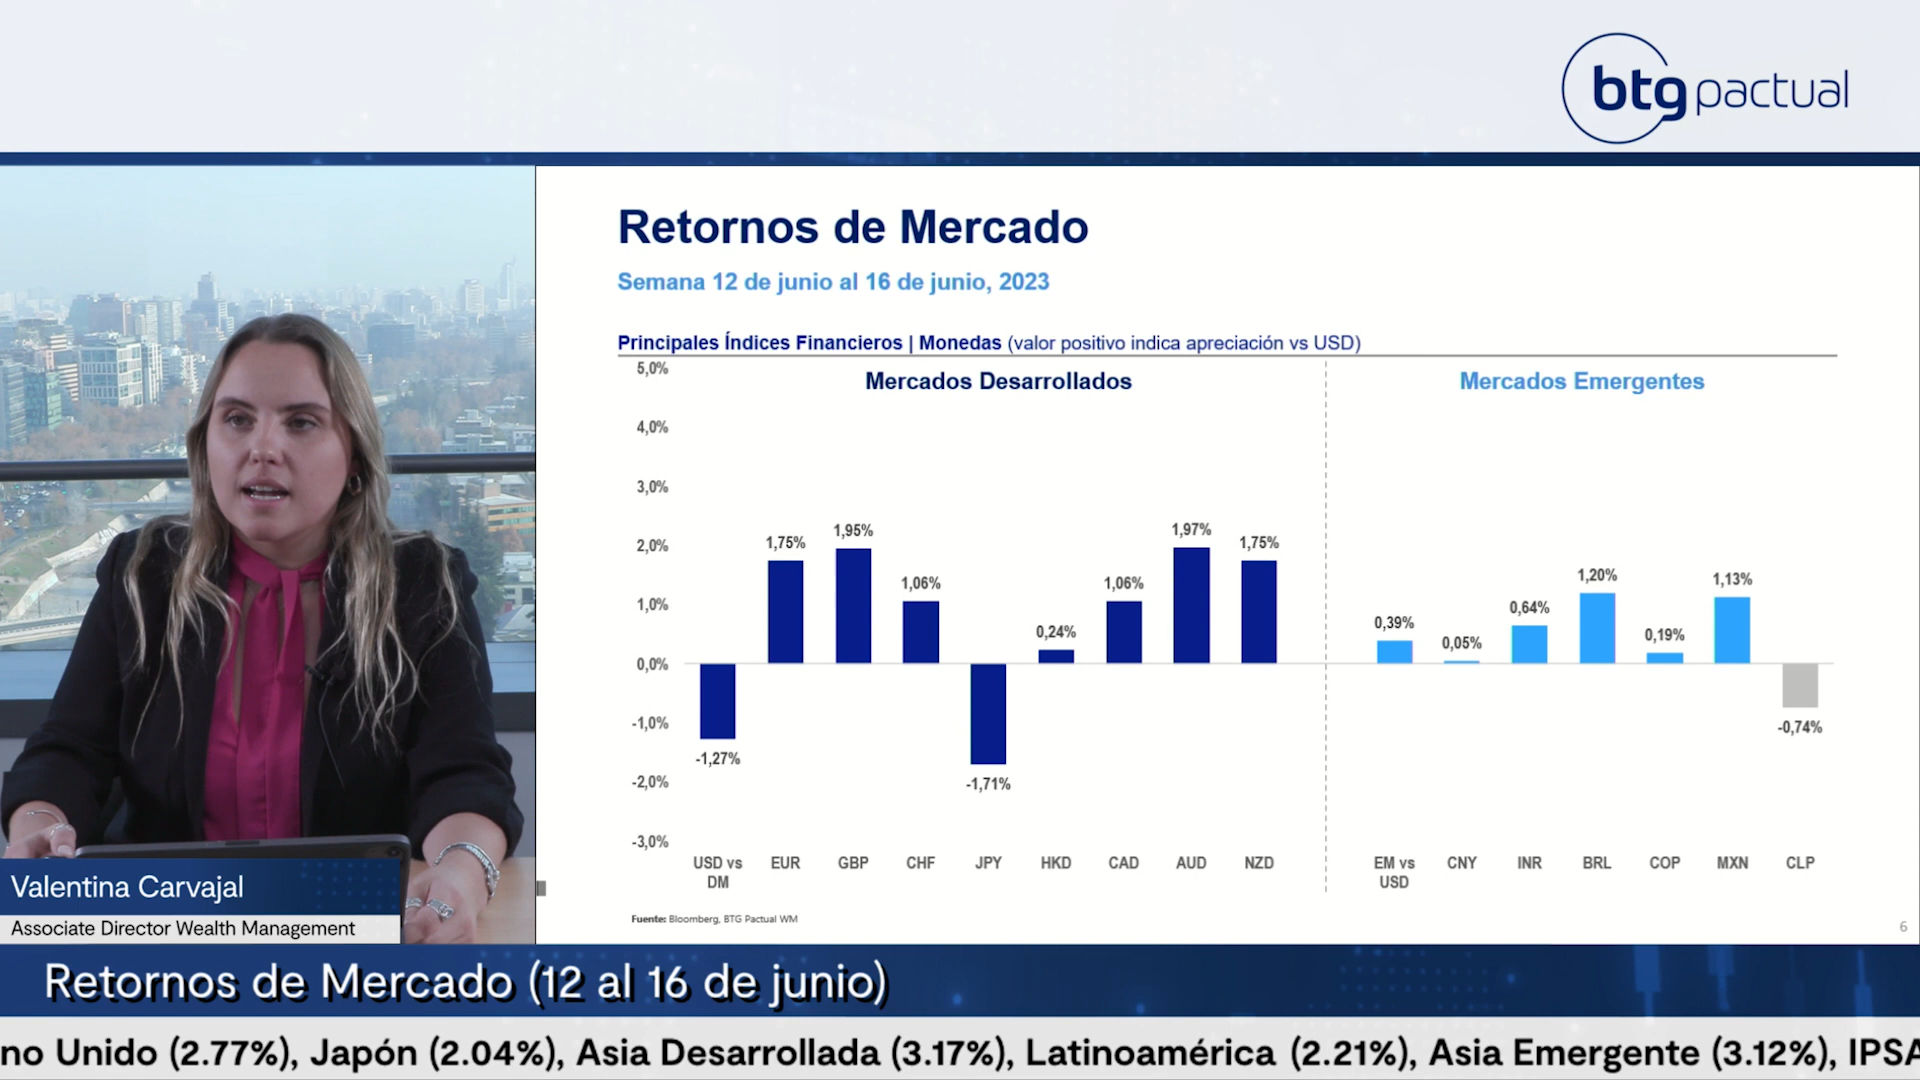 btg pactual
Retornos de Mercado
Semana 12 de junio al 16 de junio, 2023
Principales Índices Financieros | Monedas (valor positivo indica apreciación vs USD)
Mercados Desarrollados
Mercados Emergentes
5,0%
4,0%
3,0%
2,0%
1,0%
0,0%
-1,0%
-2,0%
-3,0%
-1,27%
1,75%
1,95%
1,06%
-1,71%
0,24%
1,06%
1,97%
1,75%
0,39%
0,05%
0,64%
1,20%
0,19%
1,13%
-0,74%
USD vs DM
EUR
GBP
CHF
JPY
HKD
CAD
AUD
NZD
EM vs USD
CNY
INR
BRL
COP
MXN
CLP
Fuente: Bloomberg, BTG Pactual WM
6
Valentina Carvajal
Associate Director Wealth Management
Retornos de Mercado (12 al 16 de junio)
no Unido (2.77%), Japón (2.04%), Asia Desarrollada (3.17%), Latinoamérica (2.21%), Asia Emergente (3.12%), IPSA